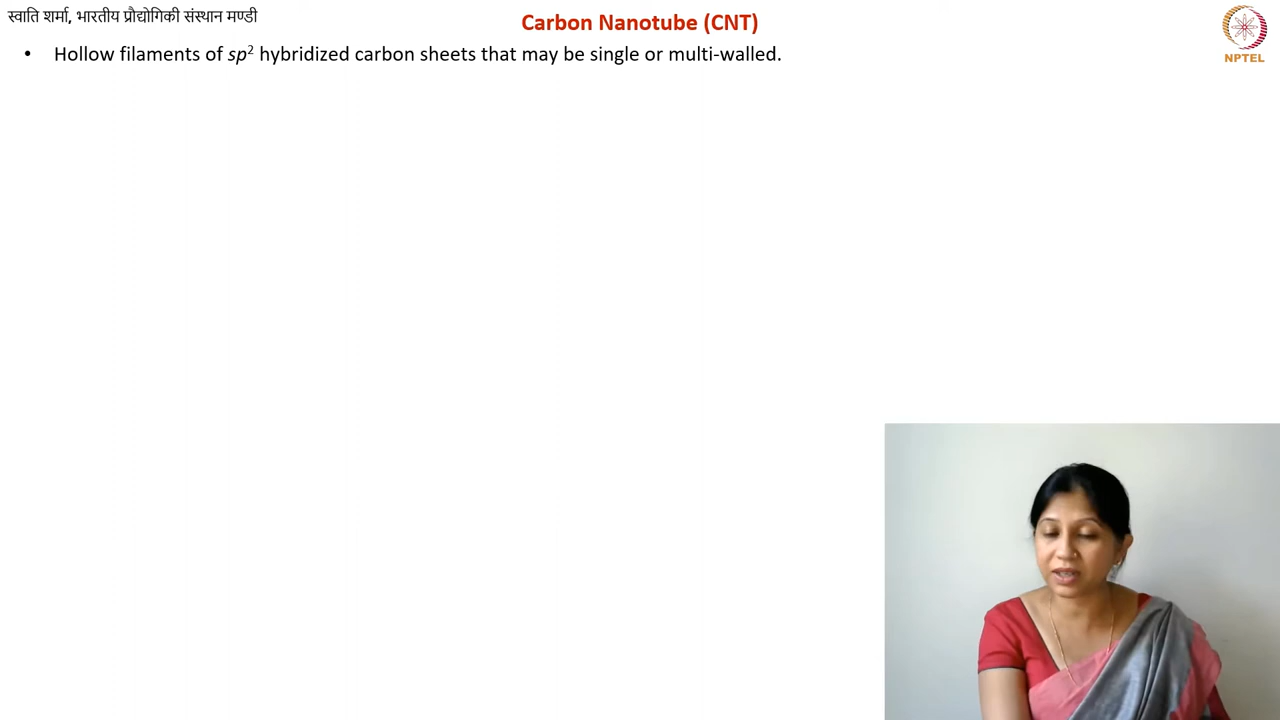 स्वाति शर्मा, भारतीय प्रौद्योगिकी संस्थान मण्डी
Carbon Nanotube (CNT)
NPTEL
• Hollow filaments of sp² hybridized carbon sheets that may be single or multi-walled.